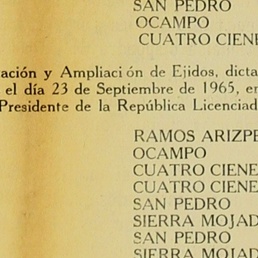 SAN PEDRO
OCAMPO
CUATRO CIENE
ación y Ampliación de Ejidos, dicta
el día 23 de Septiembre de 1965, en
Presidente de la República Licenciad
RAMOS ARIZPE
OCAMPO
CUATRO CIENE
CUATRO CIENE
SAN PEDRO
SIERRA MOJAD
SAN PEDRO
SIERRA MOJAD